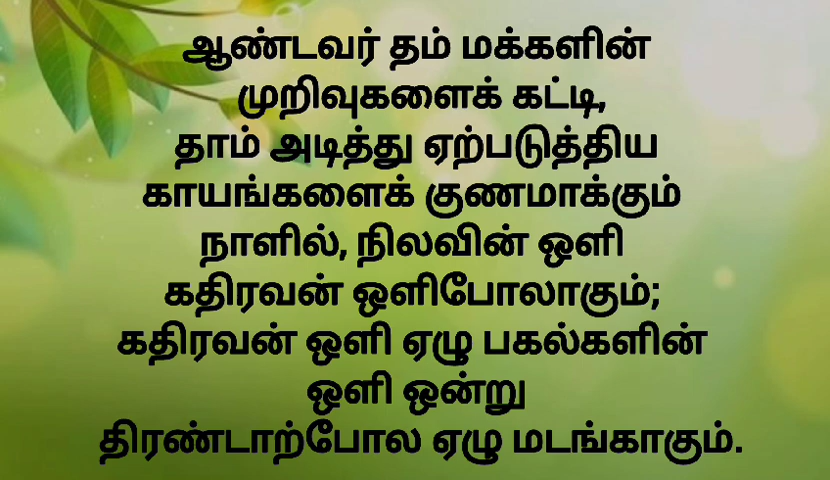 ஆண்டவர் தம் மக்களின்
முறிவுகளைக் கட்டி,
தாம் அடித்து ஏற்படுத்திய
காயங்களைக் குணமாக்கும்
நாளில், நிலவின் ஒளி
கதிரவன் ஒளிபோலாகும்;
கதிரவன் ஒளி ஏழு பகல்களின்
ஒளி ஒன்று
திரண்டாற்போல ஏழு மடங்காகும்.